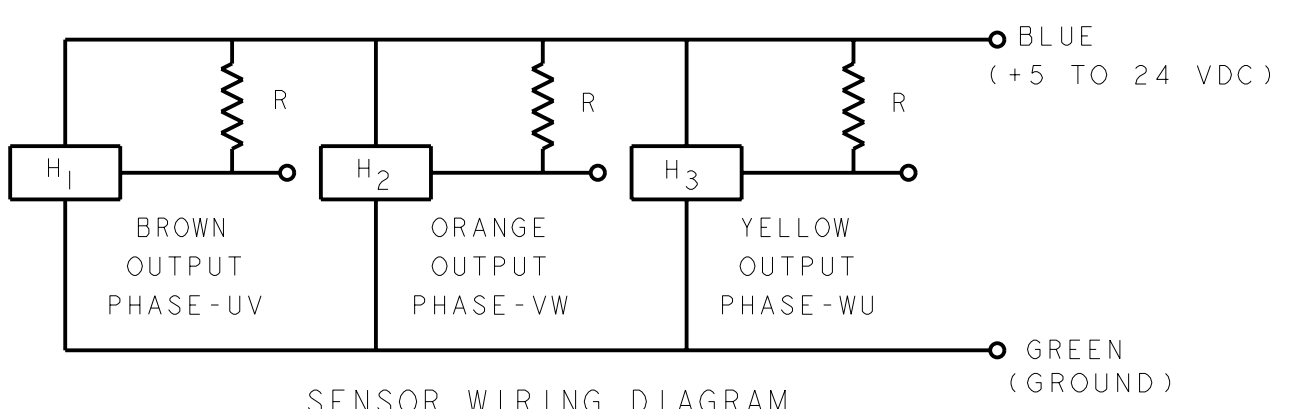 BLUE
(+5 TO 24 VDC)
R
R
R
H1
H2
H3
BROWN
OUTPUT
PHASE-UV
ORANGE
OUTPUT
PHASE-VW
YELLOW
OUTPUT
PHASE-WU
GREEN
(GROUND)
SENSOR WIRING DIAGRAM